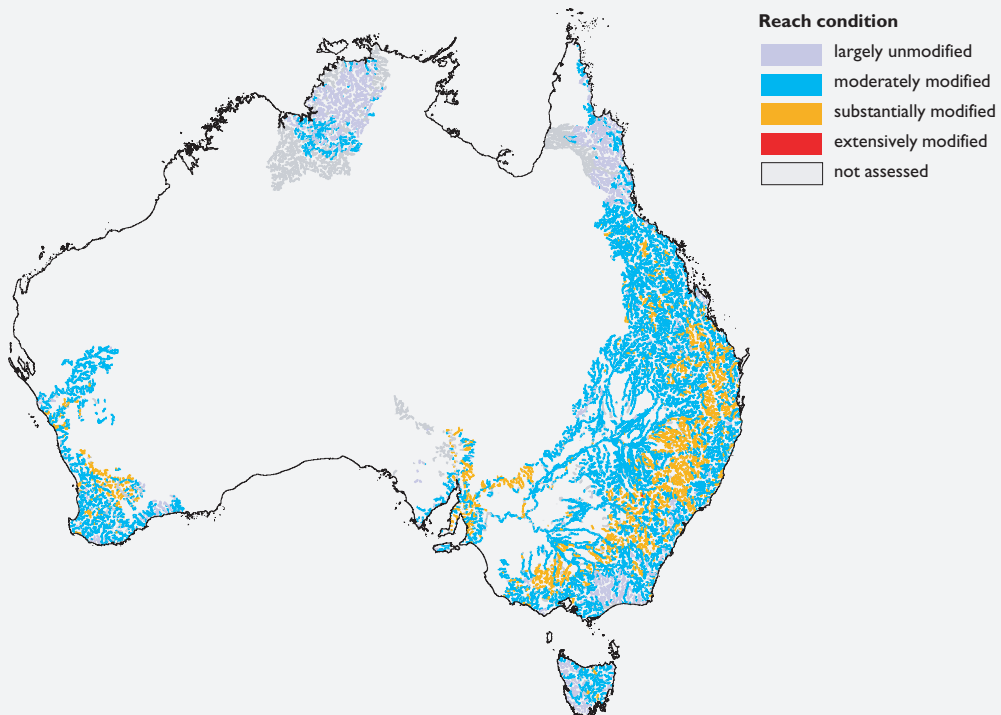 Reach condition
largely unmodified
moderately modified
substantially modified
extensively modified
not assessed